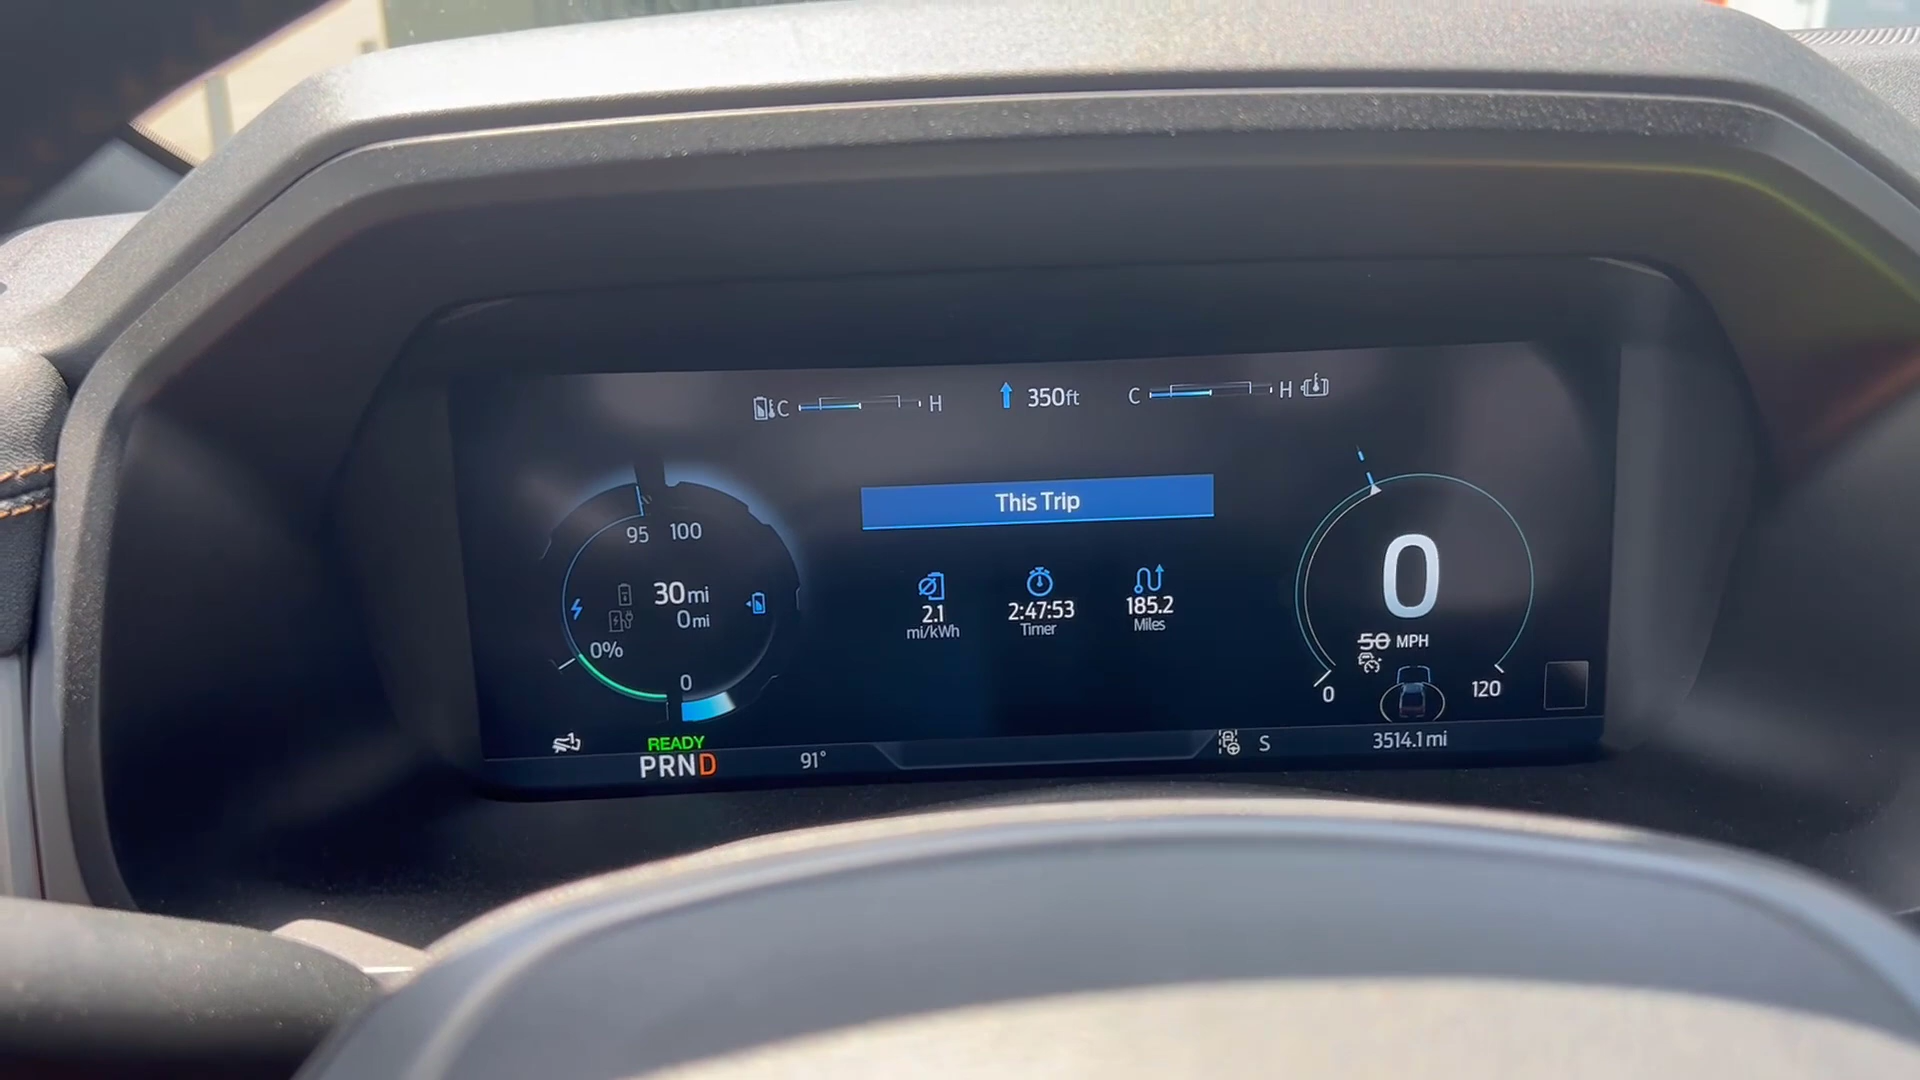 C H 350ft C H
This Trip
95 100
30mi
0mi
0%
0
2.1
mi/kWh
2:47:53
Timer
185.2
Miles
0
50 MPH
0 120
READY
PRND
91°
S
3514.1 mi